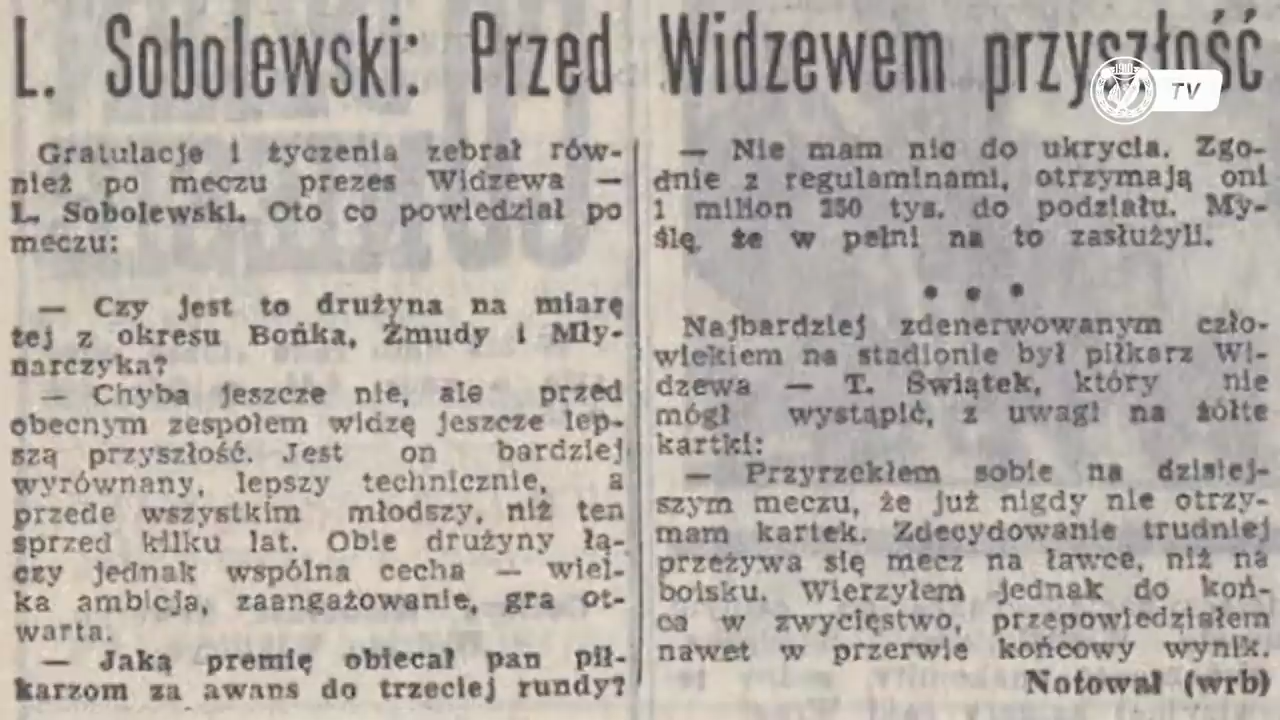 L. Sobolewski: Przed Widzewem przyszłość
TV
Gratulacje i życzenia zebrał rów-
nież po meczu prezes Widzewa —
L. Sobolewski. Oto co powiedział po
meczu:
— Czy jest to drużyna na miarę
tej z okresu Bońka, Żmudy i Mły-
narczyka?
— Chyba jeszcze nie, ale przed
obecnym zespołem widzę jeszcze lep-
szą przyszłość. Jest on bardziej
wyrównany, lepszy technicznie, a
przede wszystkim młodszy, niż ten
sprzed kilku lat. Obie drużyny łą-
czy jednak wspólna cecha — wiel-
ka ambicja, zaangażowanie, gra ot-
warta.
— Jaką premię obiecał pan pił-
karzom za awans do trzeciej rundy?
— Nie mam nic do ukrycia. Zgo-
dnie z regulaminami, otrzymają oni
1 milion 250 tys. do podziału. My-
ślę, że w pełni na to zasłużyli.
• • •
Najbardziej zdenerwowanym czło-
wiekiem na stadionie był piłkarz Wi-
dzewa — T. Świątek, który nie
mógł wystąpić, z uwagi na żółte
kartki:
— Przyrzekłem sobie na dzisiej-
szym meczu, że już nigdy nie otrzy-
mam kartek. Zdecydowanie trudniej
przeżywa się mecz na ławce, niż na
boisku. Wierzyłem jednak do koń-
ca w zwycięstwo, przepowiedziałem
nawet w przerwie końcowy wynik.
Notował (wrb)